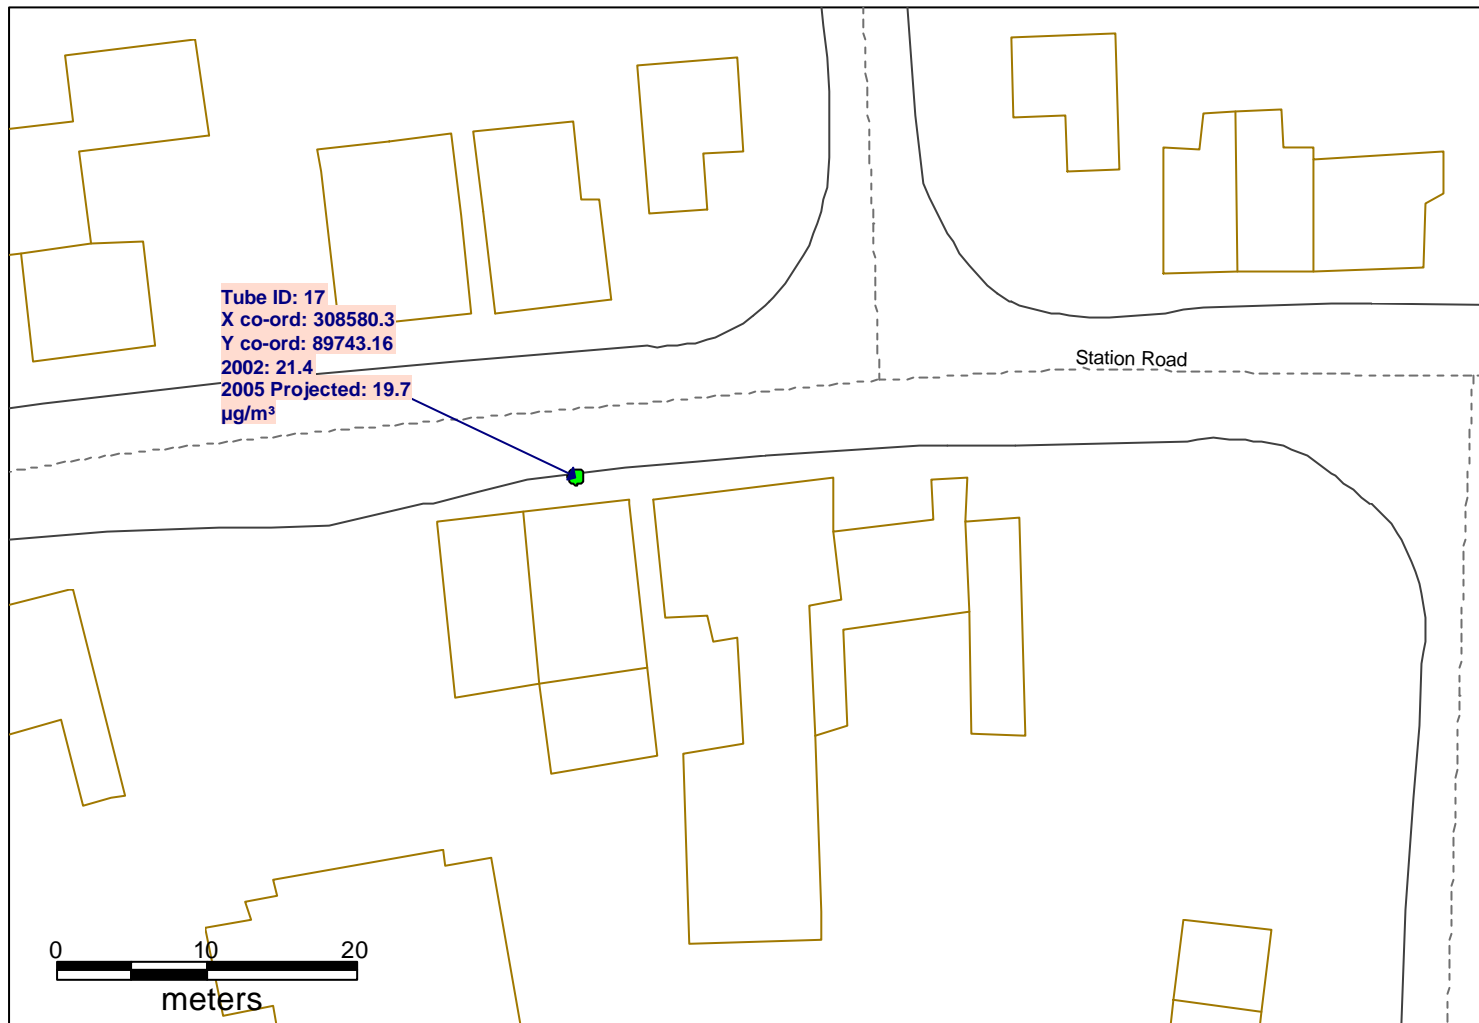 Tube ID: 17
X co-ord: 308580.3
Y co-ord: 89743.16
2002: 21.4
2005 Projected: 19.7
µg/m³
Station Road
0 10 20
meters